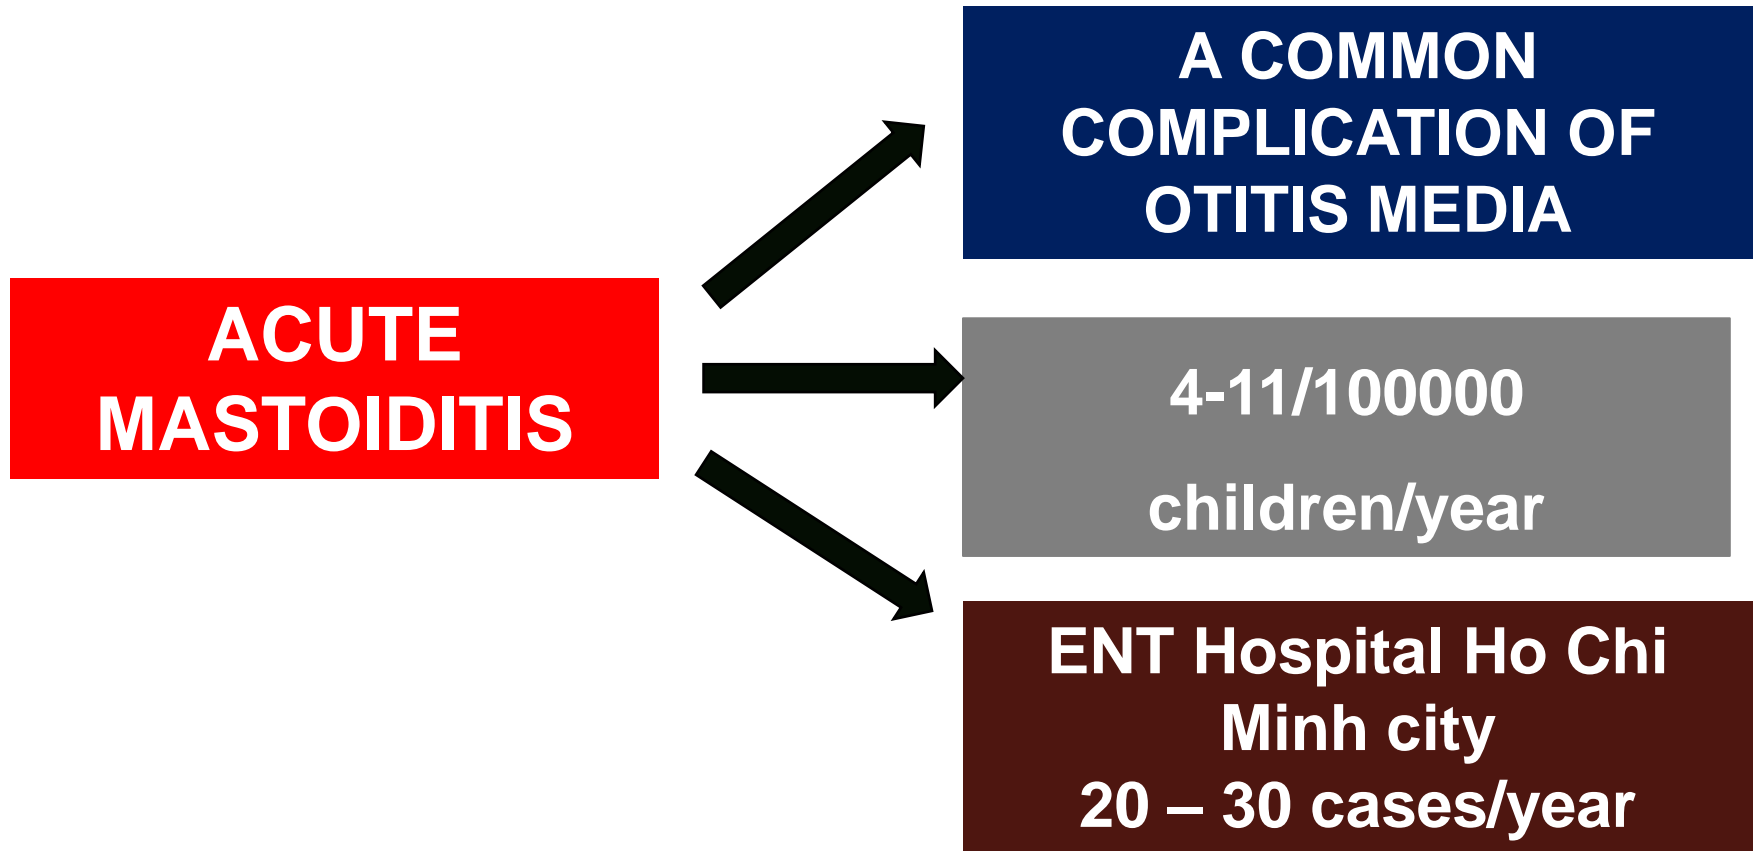 ACUTE
MASTOIDITIS
A COMMON
COMPLICATION OF
OTITIS MEDIA
4-11/100000
children/year
ENT Hospital Ho Chi
Minh city
20 – 30 cases/year